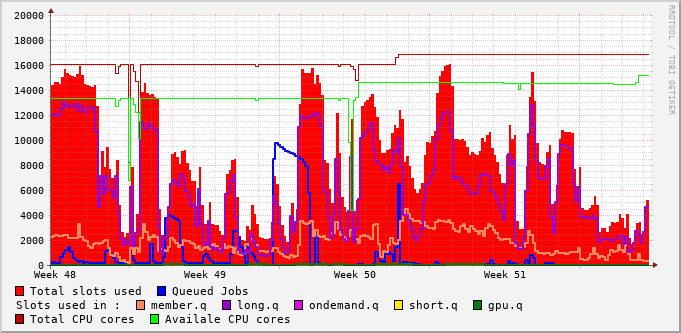 20000
18000
16000
14000
12000
10000
8000
6000
4000
2000
0
Week 48 Week 49 Week 50 Week 51
Total slots used Queued Jobs
Slots used in : member.q long.q ondemand.q short.q gpu.q
Total CPU cores Availale CPU cores
RRDTOOL / TOBI OETIKER